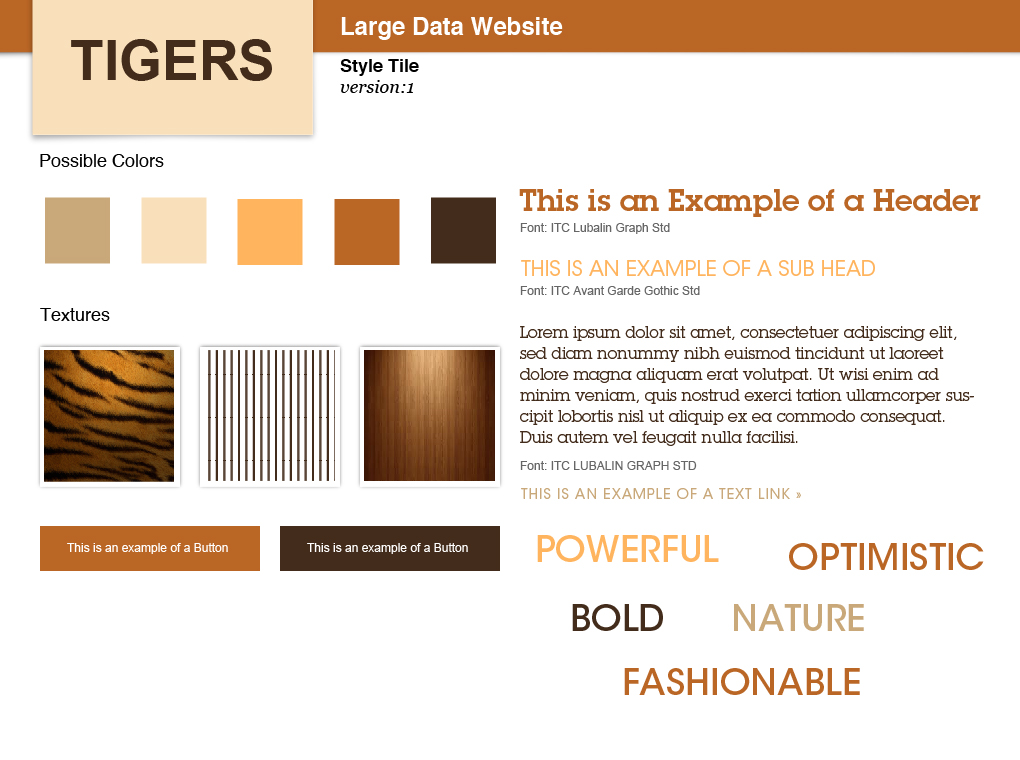 TIGERS
Large Data Website
Style Tile
version:1
Possible Colors
Textures
This is an example of a Button
This is an example of a Button
This is an Example of a Header
Font: ITC Lubalin Graph Std
THIS IS AN EXAMPLE OF A SUB HEAD
Font: ITC Avant Garde Gothic Std
Lorem ipsum dolor sit amet, consectetuer adipiscing elit,
sed diam nonummy nibh euismod tincidunt ut laoreet
dolore magna aliquam erat volutpat. Ut wisi enim ad
minim veniam, quis nostrud exerci tation ullamcorper sus-
cipit lobortis nisl ut aliquip ex ea commodo consequat.
Duis autem vel feugait nulla facilisi.
Font: ITC LUBALIN GRAPH STD
THIS IS AN EXAMPLE OF A TEXT LINK »
POWERFUL
OPTIMISTIC
BOLD
NATURE
FASHIONABLE